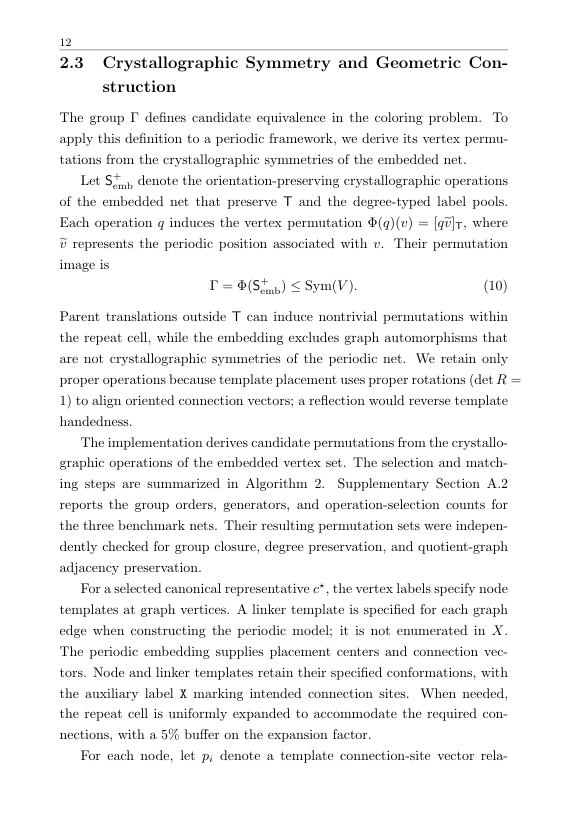 12
2.3 Crystallographic Symmetry and Geometric Con-
struction
The group Γ defines candidate equivalence in the coloring problem. To
apply this definition to a periodic framework, we derive its vertex permu-
tations from the crystallographic symmetries of the embedded net.
Let S⁺_emb denote the orientation-preserving crystallographic operations
of the embedded net that preserve T and the degree-typed label pools.
Each operation q induces the vertex permutation Φ(q)(v) = [qṽ]_T, where
ṽ represents the periodic position associated with v. Their permutation
image is
Γ = Φ(S⁺_emb) ≤ Sym(V). (10)
Parent translations outside T can induce nontrivial permutations within
the repeat cell, while the embedding excludes graph automorphisms that
are not crystallographic symmetries of the periodic net. We retain only
proper operations because template placement uses proper rotations (det R =
1) to align oriented connection vectors; a reflection would reverse template
handedness.
The implementation derives candidate permutations from the crystallo-
graphic operations of the embedded vertex set. The selection and match-
ing steps are summarized in Algorithm 2. Supplementary Section A.2
reports the group orders, generators, and operation-selection counts for
the three benchmark nets. Their resulting permutation sets were indepen-
dently checked for group closure, degree preservation, and quotient-graph
adjacency preservation.
For a selected canonical representative c⋆, the vertex labels specify node
templates at graph vertices. A linker template is specified for each graph
edge when constructing the periodic model; it is not enumerated in X.
The periodic embedding supplies placement centers and connection vec-
tors. Node and linker templates retain their specified conformations, with
the auxiliary label X marking intended connection sites. When needed,
the repeat cell is uniformly expanded to accommodate the required con-
nections, with a 5% buffer on the expansion factor.
For each node, let pᵢ denote a template connection-site vector rela-